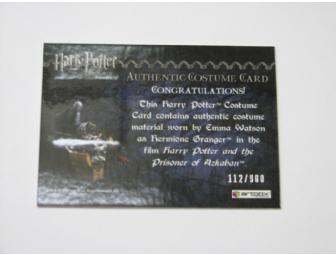 Harry Potter
AUTHENTIC COSTUME CARD
CONGRATULATIONS!
This Harry Potter™ Costume
Card contains authentic costume
material worn by Emma Watson
as Hermione Granger™ in the
film Harry Potter and the
Prisoner of Azkaban™.
112/900
artbox